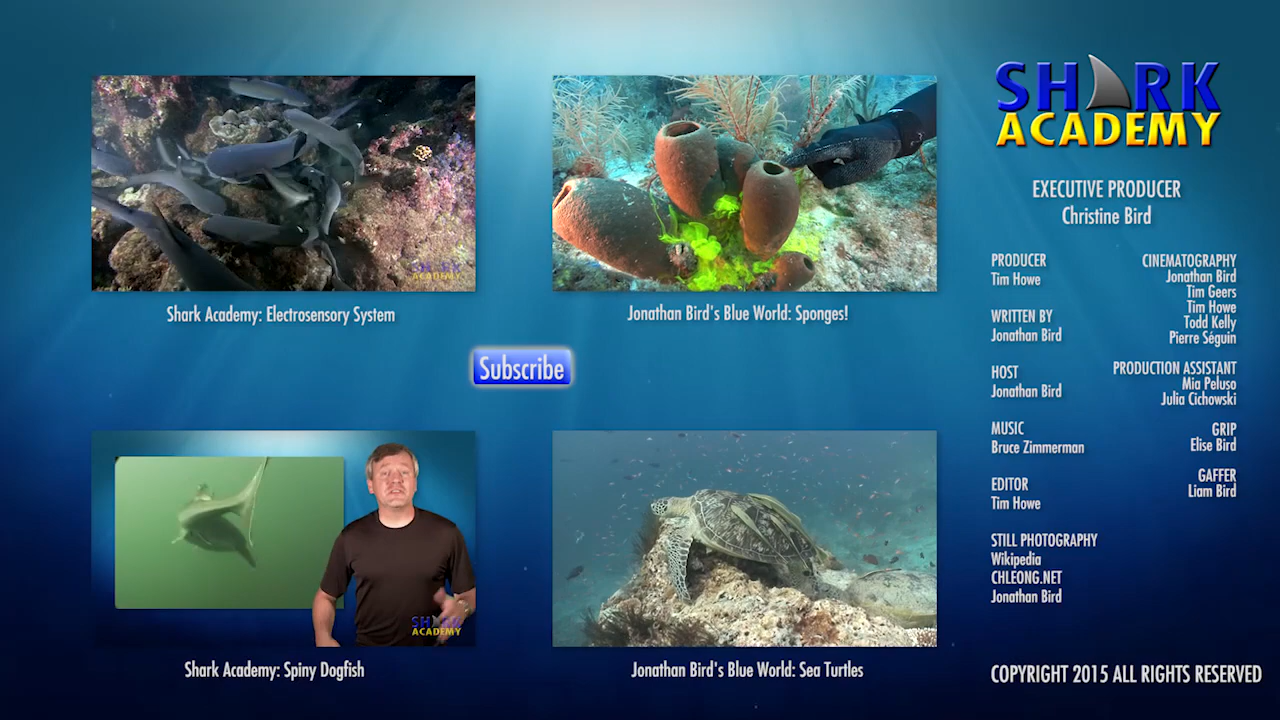 SHARK
ACADEMY
EXECUTIVE PRODUCER
Christine Bird
PRODUCER
Tim Howe
WRITTEN BY
Jonathan Bird
HOST
Jonathan Bird
MUSIC
Bruce Zimmerman
EDITOR
Tim Howe
STILL PHOTOGRAPHY
Wikipedia
CHLEONG.NET
Jonathan Bird
CINEMATOGRAPHY
Jonathan Bird
Tim Geers
Tim Howe
Todd Kelly
Pierre Séguin
PRODUCTION ASSISTANT
Mia Peluso
Julia Cichowski
GRIP
Elise Bird
GAFFER
Liam Bird
COPYRIGHT 2015 ALL RIGHTS RESERVED
SHARK
ACADEMY
Shark Academy: Electrosensory System
Jonathan Bird's Blue World: Sponges!
Subscribe
SHARK
ACADEMY
Shark Academy: Spiny Dogfish
Jonathan Bird's Blue World: Sea Turtles